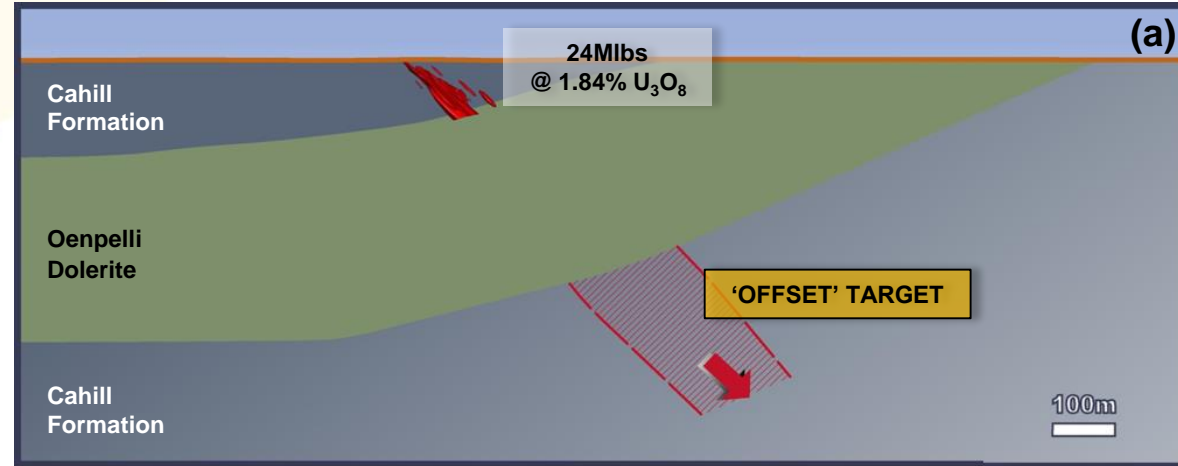 (a)
24Mlbs
@ 1.84% U₃O₈
Cahill
Formation
Oenpelli
Dolerite
‘OFFSET’ TARGET
Cahill
Formation
100m